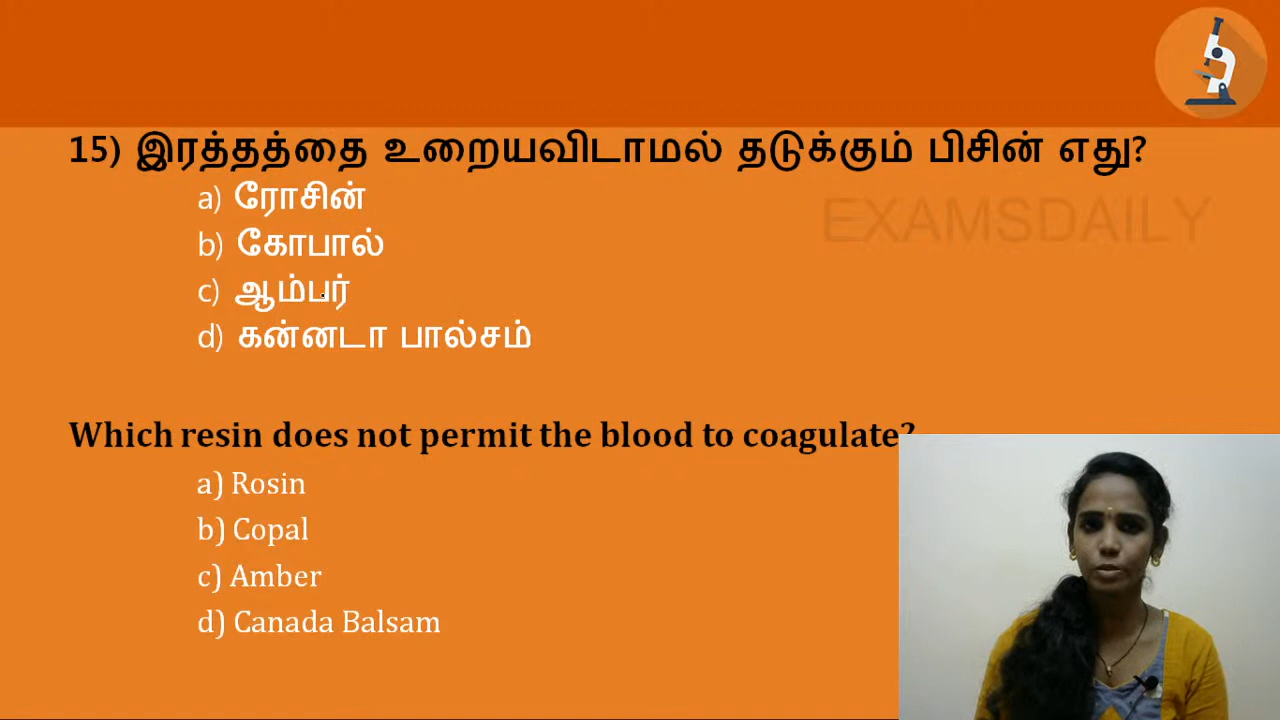 15) இரத்தத்தை உறையவிடாமல் தடுக்கும் பிசின் எது?
a) ரோசின்
b) கோபால்
c) ஆம்பர்
d) கன்னடா பால்சம்
EXAMSDAILY
Which resin does not permit the blood to coagulate?
a) Rosin
b) Copal
c) Amber
d) Canada Balsam